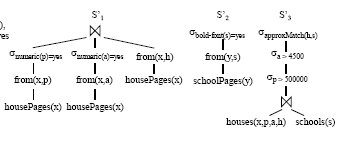 ),
res
S'₁ S'₂ S'₃
⋈ σbold-font(s)=yes σapproxMatch(h,s)
σnumeric(p)=yes σnumeric(a)=yes from(x,h) from(y,s) σa > 4500
from(x,p) from(x,a) housePages(x) schoolPages(y) σp > 500000
housePages(x) housePages(x) ⋈
houses(x,p,a,h) schools(s)